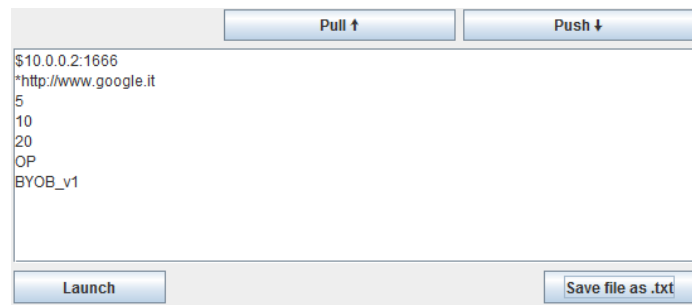 Pull ↑
Push ↓
$10.0.0.2:1666
*http://www.google.it
5
10
20
OP
BYOB_v1
Launch
Save file as .txt